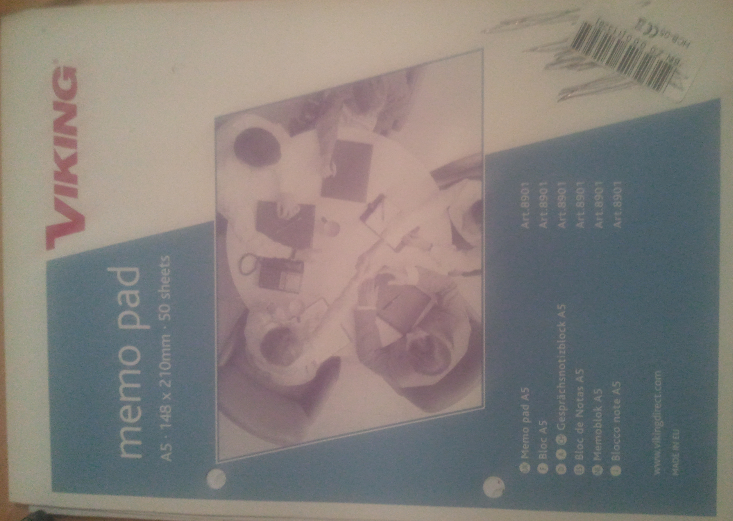 VIKING
memo pad
A5 · 148 x 210mm · 50 sheets
Memo pad A5 Art.8901
Bloc A5 Art.8901
Gesprächsnotizblock A5 Art.8901
Bloc de Notas A5 Art.8901
Memoblok A5 Art.8901
Blocco note A5 Art.8901
www.vikingdirect.com
MADE IN EU